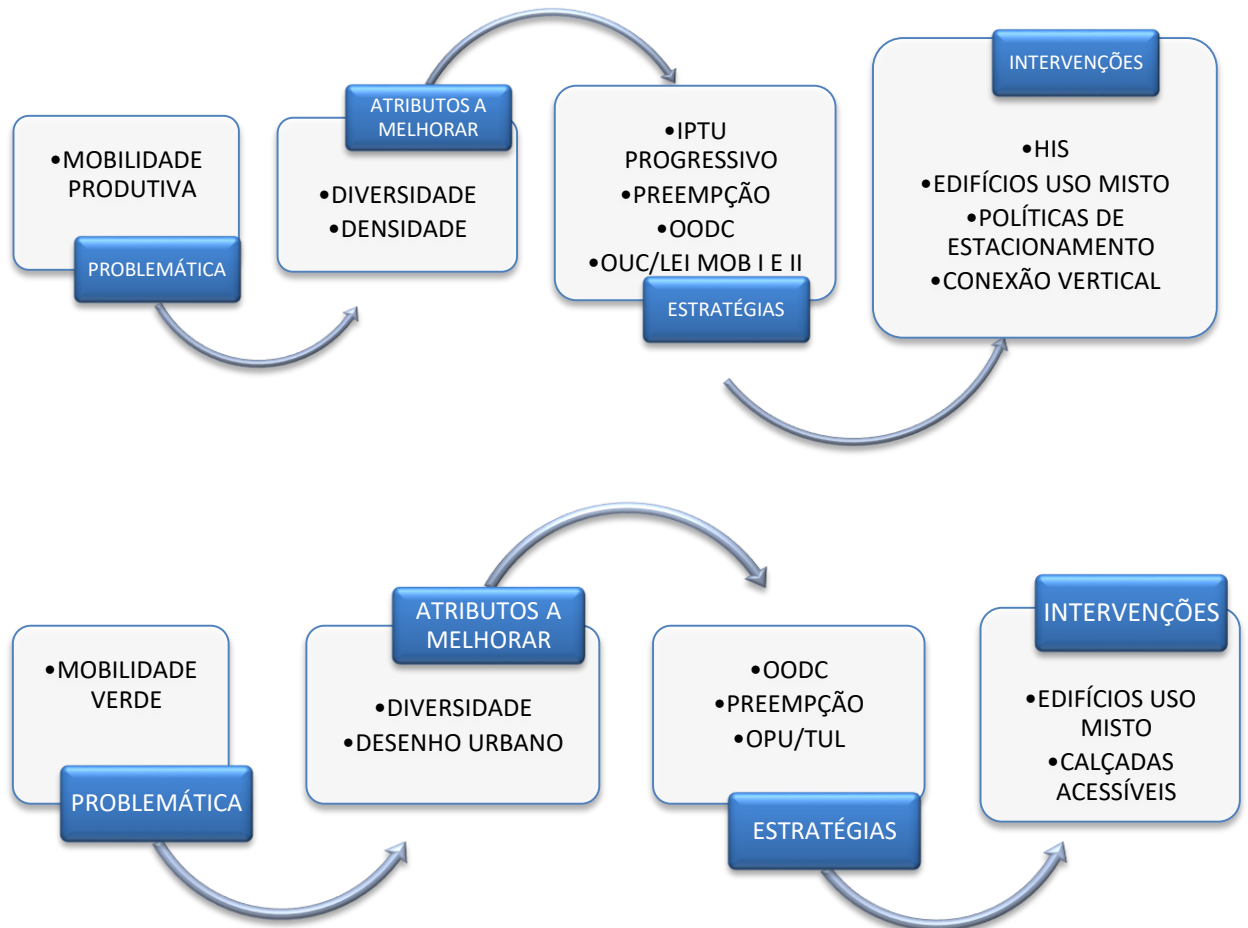 •MOBILIDADE
PRODUTIVA
PROBLEMÁTICA
ATRIBUTOS A
MELHORAR
•DIVERSIDADE
•DENSIDADE
•IPTU
PROGRESSIVO
•PREEMPÇÃO
•OODC
•OUC/LEI MOB I E II
ESTRATÉGIAS
INTERVENÇÕES
•HIS
•EDIFÍCIOS USO MISTO
•POLÍTICAS DE
ESTACIONAMENTO
•CONEXÃO VERTICAL
•MOBILIDADE
VERDE
PROBLEMÁTICA
ATRIBUTOS A
MELHORAR
•DIVERSIDADE
•DESENHO URBANO
•OODC
•PREEMPÇÃO
•OPU/TUL
ESTRATÉGIAS
INTERVENÇÕES
•EDIFÍCIOS USO
MISTO
•CALÇADAS
ACESSÍVEIS